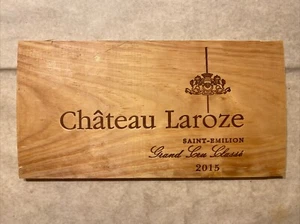 Château Laroze
SAINT-EMILION
Grand Cru Classé
2015